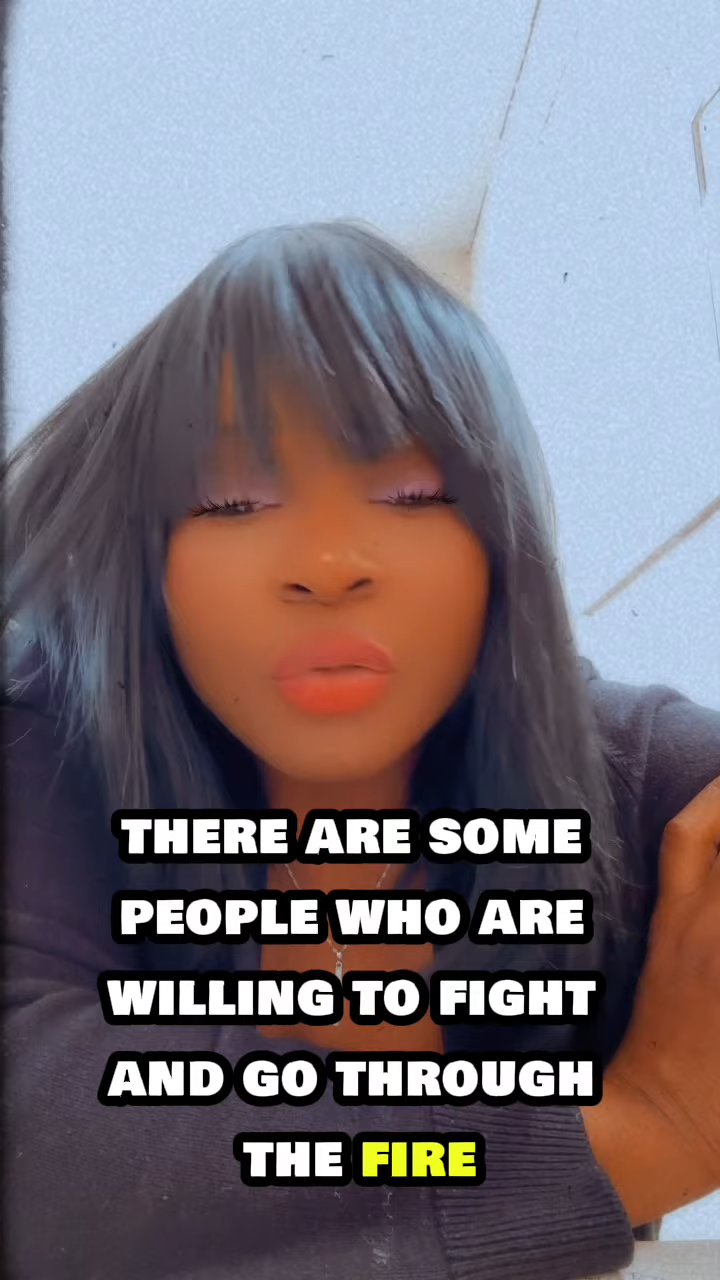 THERE ARE SOME
PEOPLE WHO ARE
WILLING TO FIGHT
AND GO THROUGH
THE FIRE